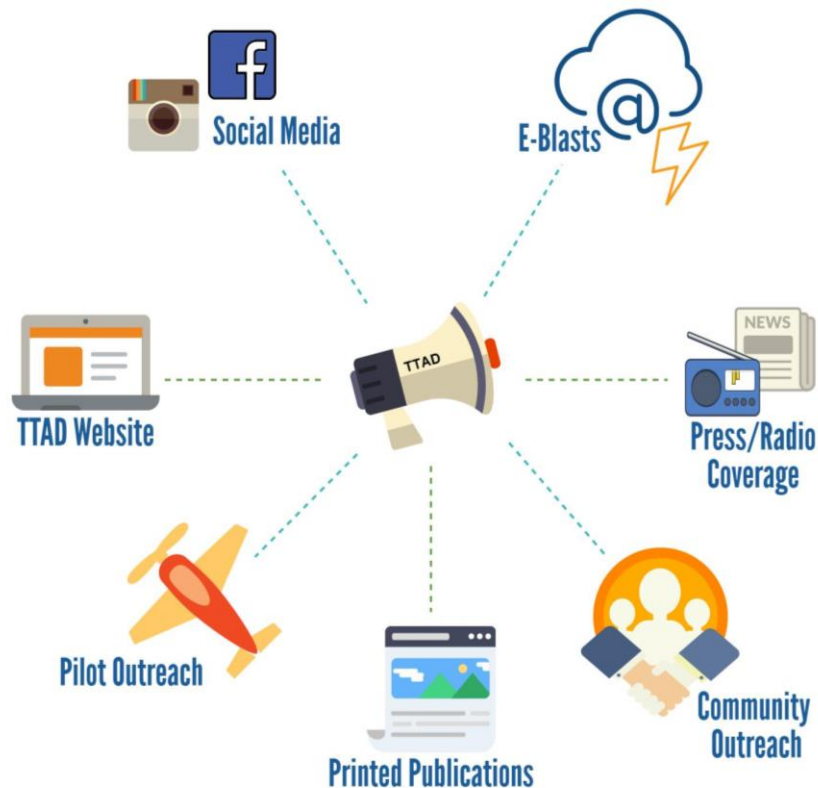 Social Media
E-Blasts
@
NEWS
TTAD
TTAD Website
Press/Radio
Coverage
Pilot Outreach
Community
Outreach
Printed Publications